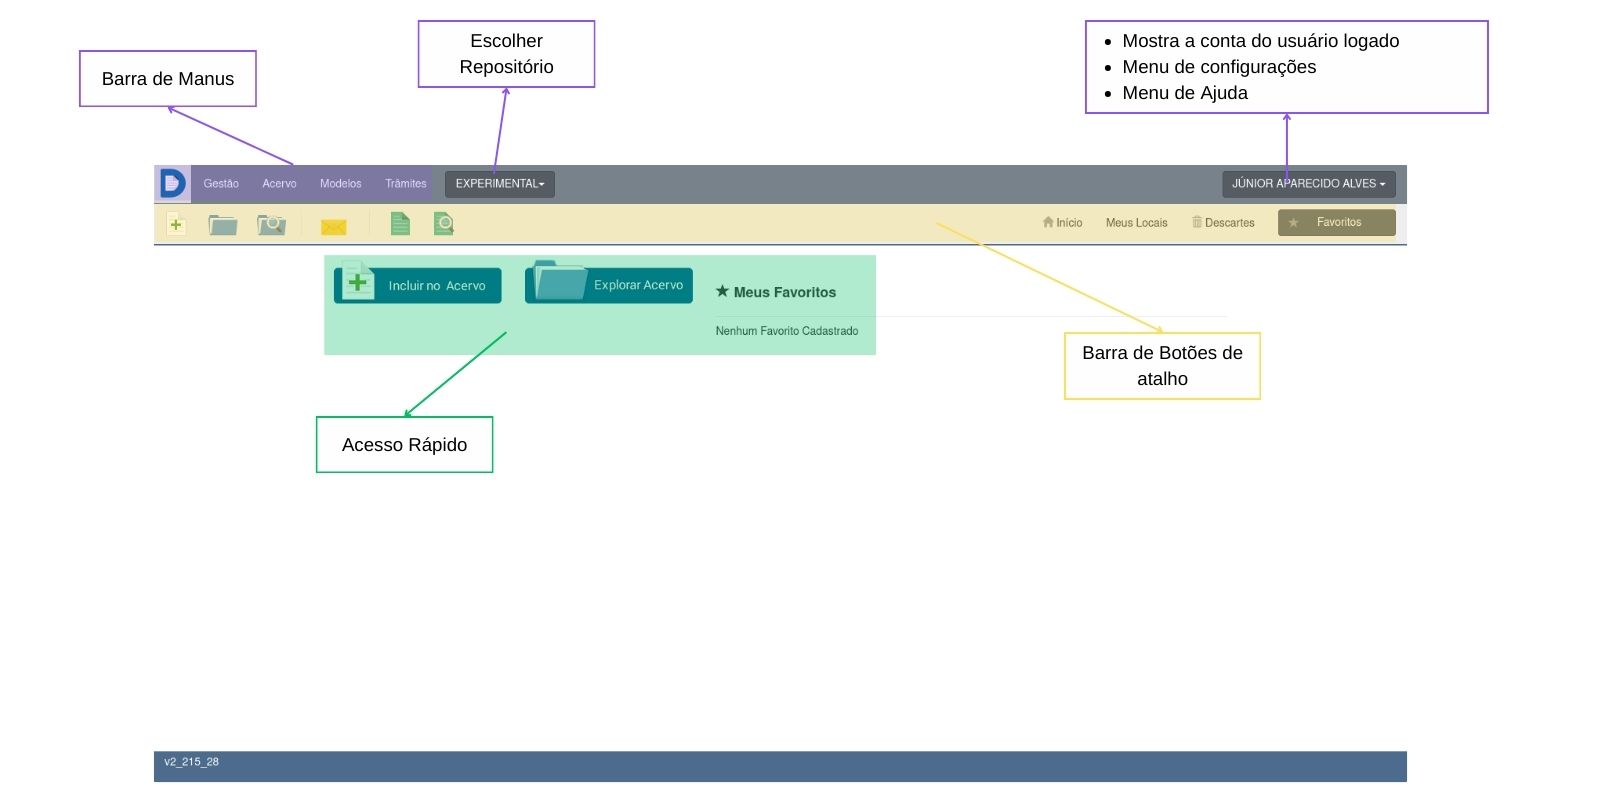 Escolher
Repositório
• Mostra a conta do usuário logado
• Menu de configurações
• Menu de Ajuda
Barra de Manus
Gestão Acervo Modelos Trâmites EXPERIMENTAL JÚNIOR APARECIDO ALVES
Início Meus Locais Descartes Favoritos
Incluir no Acervo Explorar Acervo
Meus Favoritos
Nenhum Favorito Cadastrado
Barra de Botões de
atalho
Acesso Rápido
v2_215_28